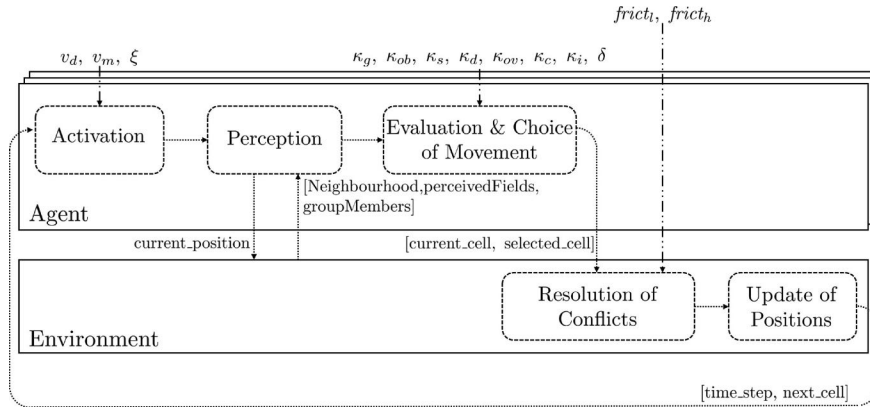 frict_l, frict_h
v_d, v_m, ξ
κ_g, κ_ob, κ_s, κ_d, κ_ov, κ_c, κ_i, δ
Activation
Perception
Evaluation & Choice
of Movement
[Neighbourhood,perceivedFields,
groupMembers]
Agent
current_position
[current_cell, selected_cell]
Resolution of
Conflicts
Update of
Positions
Environment
[time_step, next_cell]